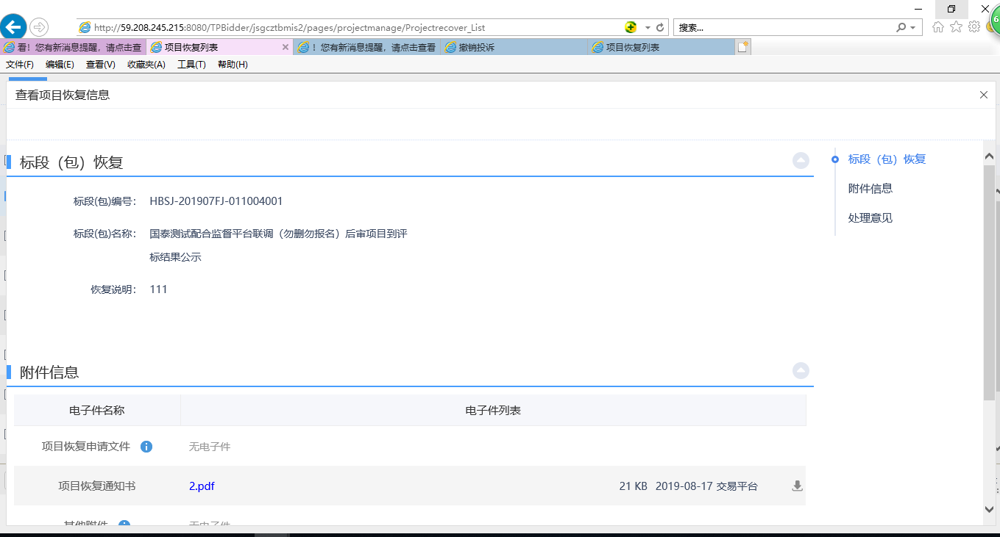 http://59.208.245.215:8080/TPBidder/jsgcztbmis2/pages/projectmanage/Projectrecover_List
搜索...
6
看！您有新消息提醒，请点击查
项目恢复列表
！您有新消息提醒，请点击查看
撤销投诉
项目恢复列表
文件(F) 编辑(E) 查看(V) 收藏夹(A) 工具(T) 帮助(H)
查看项目恢复信息
标段（包）恢复
标段(包)编号： HBSJ-201907FJ-011004001
标段(包)名称： 国泰测试配合监督平台联调（勿删勿报名）后审项目到评
标结果公示
恢复说明： 111
标段（包）恢复
附件信息
处理意见
附件信息
电子件名称 电子件列表
项目恢复申请文件 无电子件
项目恢复通知书 2.pdf 21 KB 2019-08-17 交易平台
其他附件 无电子件